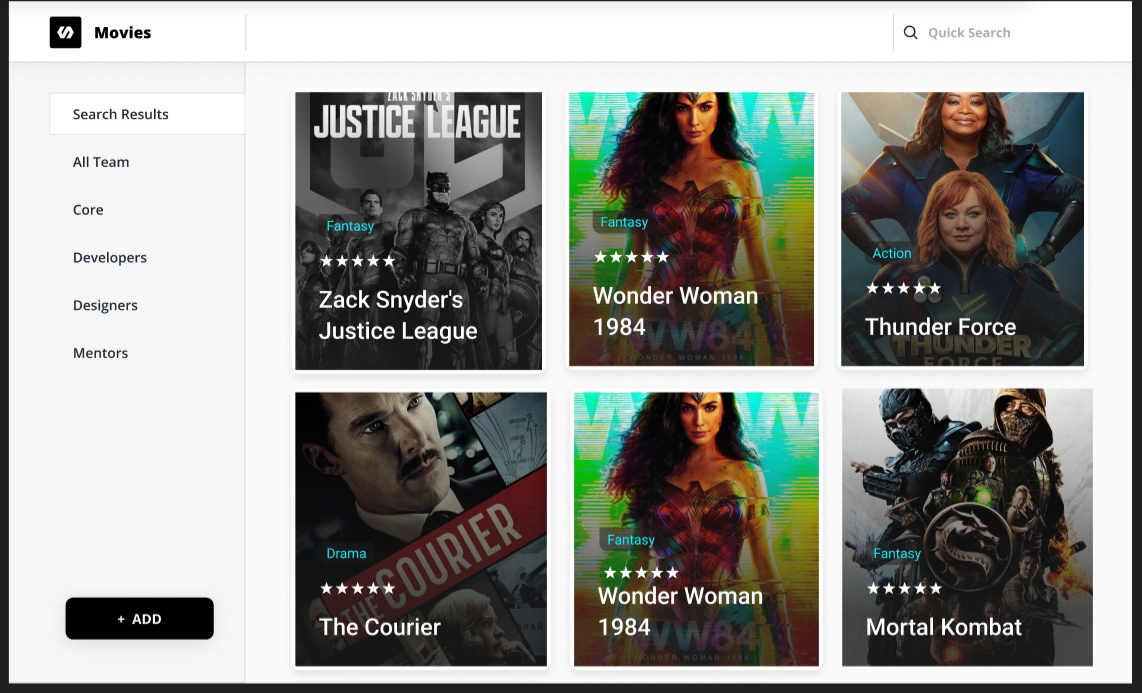 Movies
Quick Search
Search Results
All Team
Core
Developers
Designers
Mentors
+ ADD
ZACK SNYDER'S
JUSTICE LEAGUE
Fantasy
★★★★★
Zack Snyder's
Justice League
Fantasy
★★★★★
Wonder Woman
1984
WW84
WONDER WOMAN 1984
Action
★★★★★
Thunder Force
THUNDER
FORCE
THE COURIER
Drama
★★★★★
The Courier
Fantasy
★★★★★
Wonder Woman
1984
WW84
WONDER WOMAN 1984
Fantasy
★★★★★
Mortal Kombat